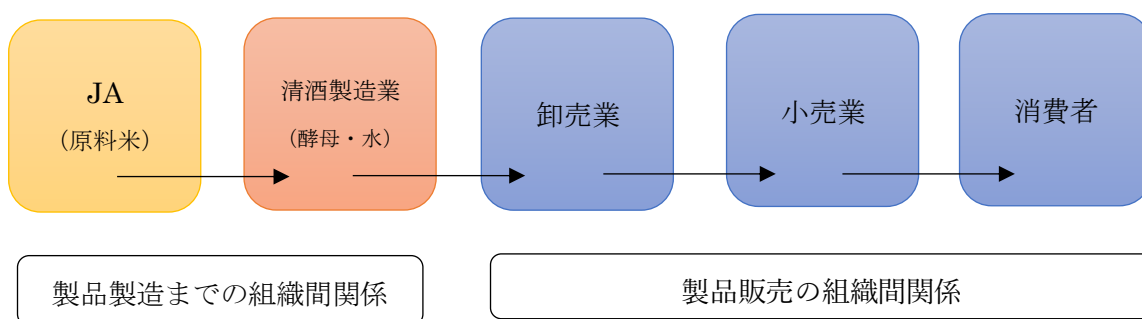 JA
（原料米）
清酒製造業
（酵母・水）
卸売業
小売業
消費者
製品製造までの組織間関係
製品販売の組織間関係